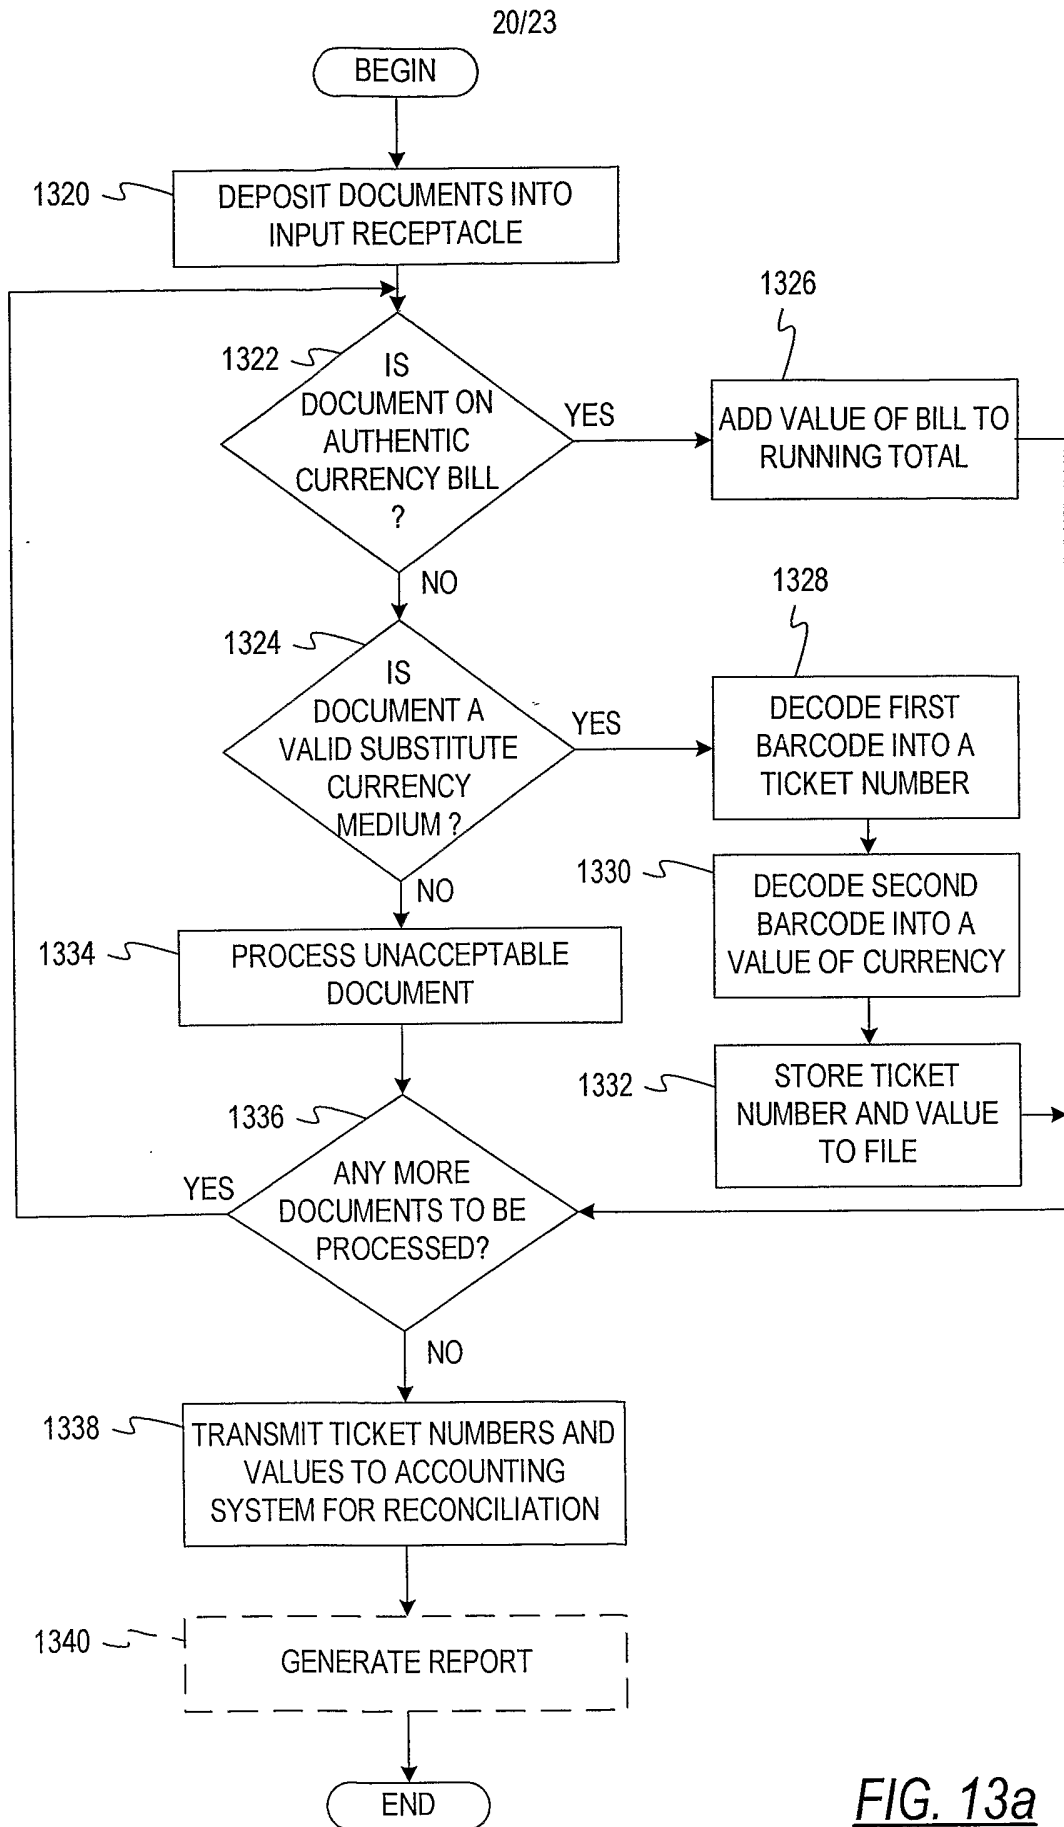 20/23
BEGIN
1320
DEPOSIT DOCUMENTS INTO
INPUT RECEPTACLE
1322
IS
DOCUMENT ON
AUTHENTIC
CURRENCY BILL
?
YES
1326
ADD VALUE OF BILL TO
RUNNING TOTAL
NO
1324
IS
DOCUMENT A
VALID SUBSTITUTE
CURRENCY
MEDIUM ?
YES
1328
DECODE FIRST
BARCODE INTO A
TICKET NUMBER
1330
DECODE SECOND
BARCODE INTO A
VALUE OF CURRENCY
1332
STORE TICKET
NUMBER AND VALUE
TO FILE
NO
1334
PROCESS UNACCEPTABLE
DOCUMENT
1336
ANY MORE
DOCUMENTS TO BE
PROCESSED?
YES
NO
1338
TRANSMIT TICKET NUMBERS AND
VALUES TO ACCOUNTING
SYSTEM FOR RECONCILIATION
1340
GENERATE REPORT
END
FIG. 13a